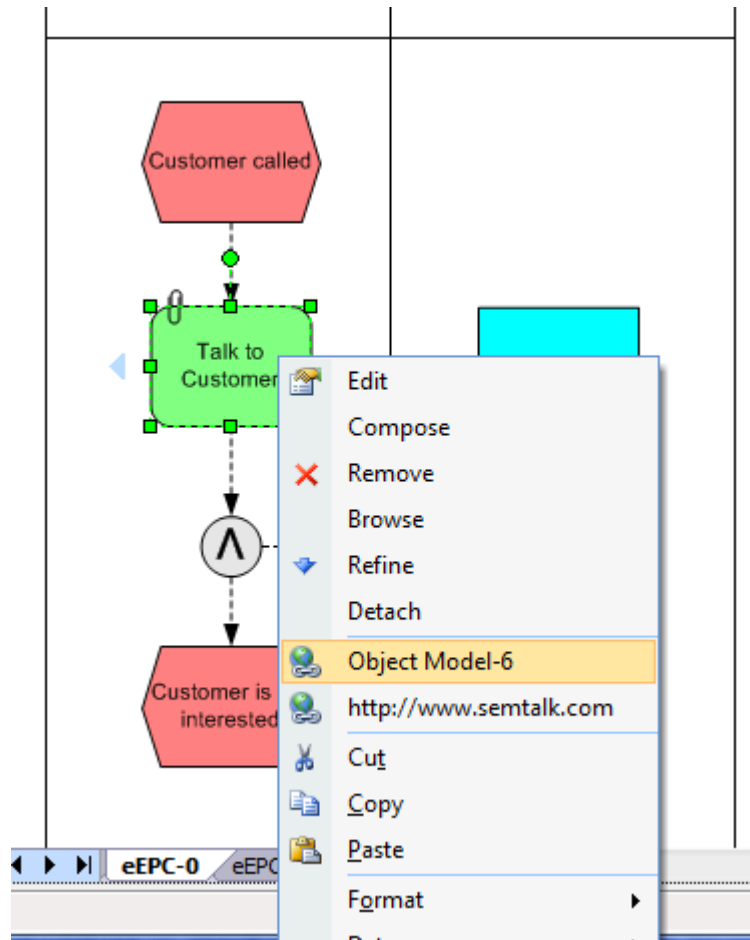 Customer called
Talk to
Customer
Edit
Compose
Remove
Browse
Refine
Detach
Object Model-6
http://www.semtalk.com
Cut
Copy
Paste
Format
Λ
Customer is
interested
eEPC-0
eEPC